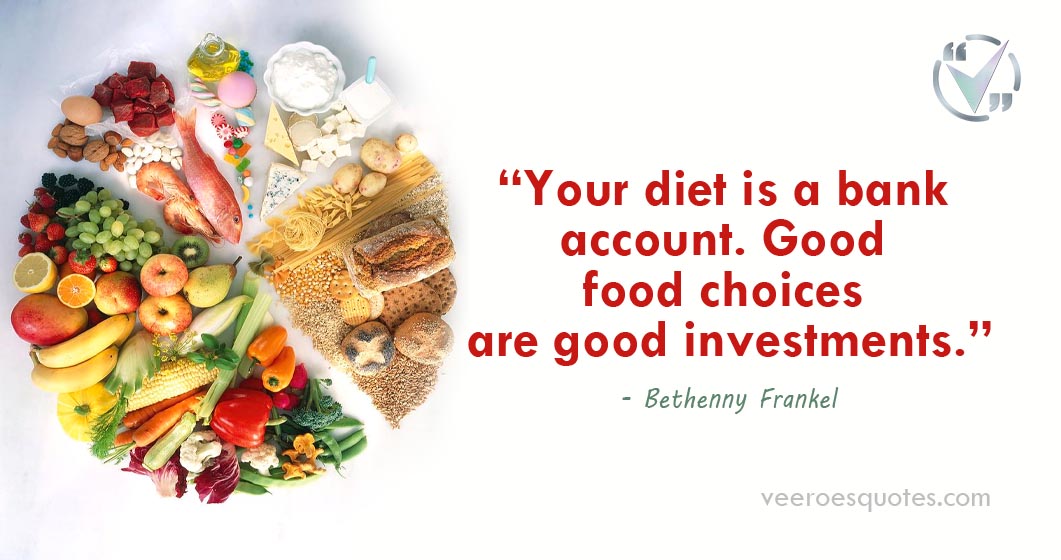 “Your diet is a bank
account. Good
food choices
are good investments.”
- Bethenny Frankel
veeroesquotes.com